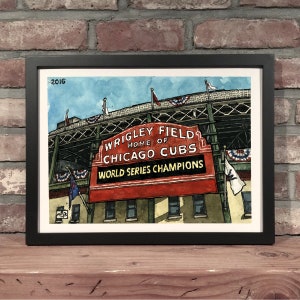 2016
WRIGLEY FIELD
HOME OF
CHICAGO CUBS
WORLD SERIES CHAMPIONS